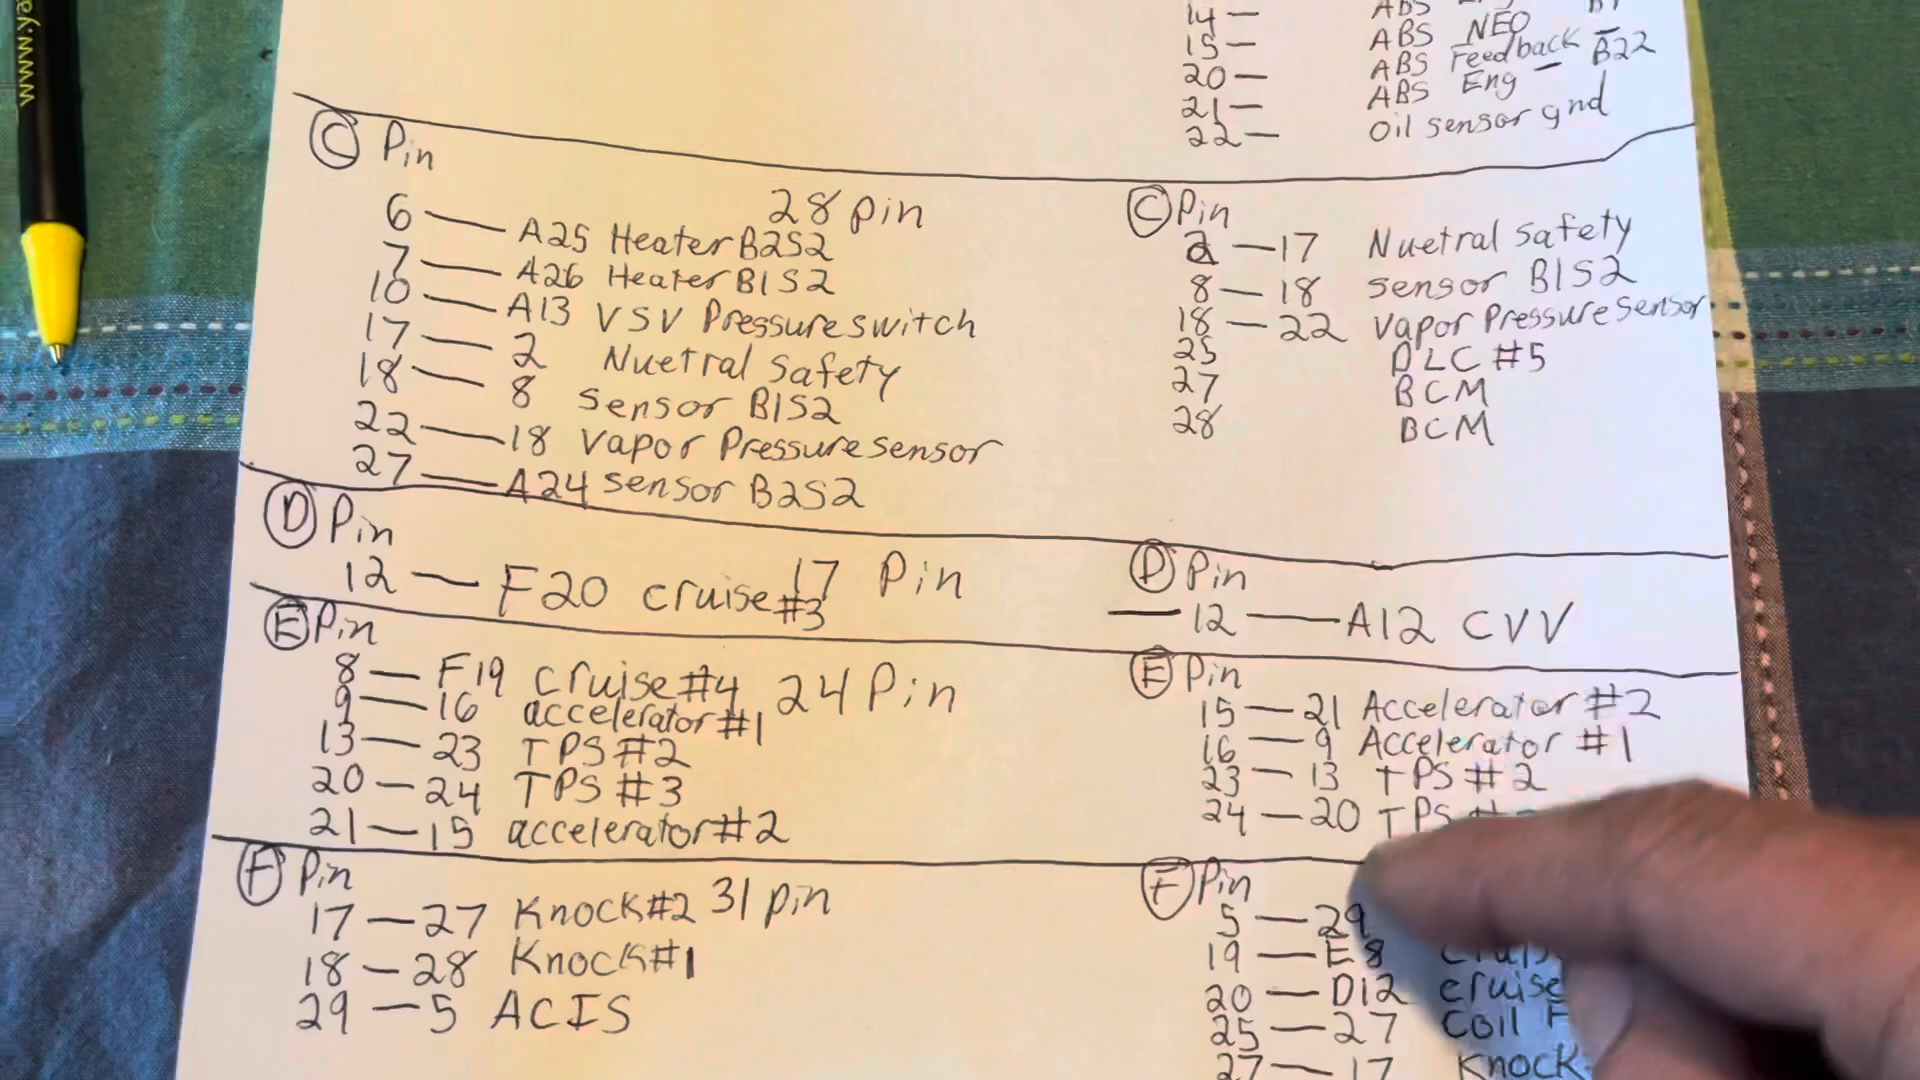 14 — ABS
15 — ABS NEO
20 — ABS Feedback — B22
21 — ABS Eng
22 — Oil sensor gnd
Ⓒ Pin
28 pin
6 — A25 Heater B2S2
7 — A26 Heater B1S2
10 — A13 VSV Pressure switch
17 — 2 Nuetral Safety
18 — 8 sensor B1S2
22 — 18 Vapor Pressure sensor
27 — A24 sensor B2S2
Ⓒ Pin
2 — 17 Nuetral Safety
8 — 18 sensor B1S2
18 — 22 Vapor Pressure Sensor
25 DLC #5
27 BCM
28 BCM
Ⓓ Pin
17 Pin
12 — F20 cruise #3
Ⓓ Pin
— 12 — A12 CVV
Ⓔ Pin
24 Pin
8 — F19 cruise #4
9 — 16 accelerator #1
13 — 23 TPS #2
20 — 24 TPS #3
21 — 15 accelerator #2
Ⓔ Pin
15 — 21 Accelerator #2
16 — 9 Accelerator #1
23 — 13 TPS #2
24 — 20 TPS
Ⓕ Pin
31 pin
17 — 27 Knock #2
18 — 28 Knock #1
29 — 5 ACIS
Ⓕ Pin
5 — 29
19 — E8
20 — D12 cruise
25 — 27 Coil
27 — 17 Knock